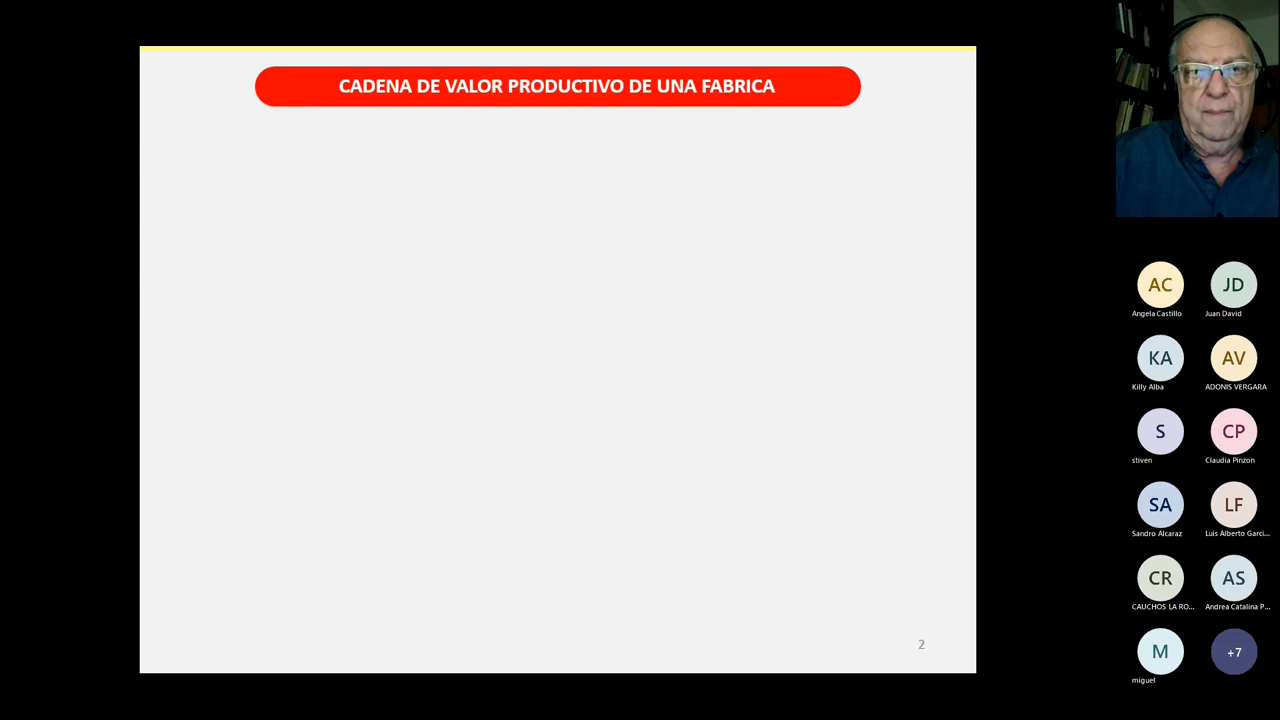 CADENA DE VALOR PRODUCTIVO DE UNA FABRICA
2
AC
JD
Angela Castillo
Juan David
KA
AV
Killy Alba
ADONIS VERGARA
S
CP
stiven
Claudia Pinzon
SA
LF
Sandro Alcaraz
Luis Alberto Garci...
CR
AS
CAUCHOS LA RO...
Andrea Catalina P...
M
+7
miguel